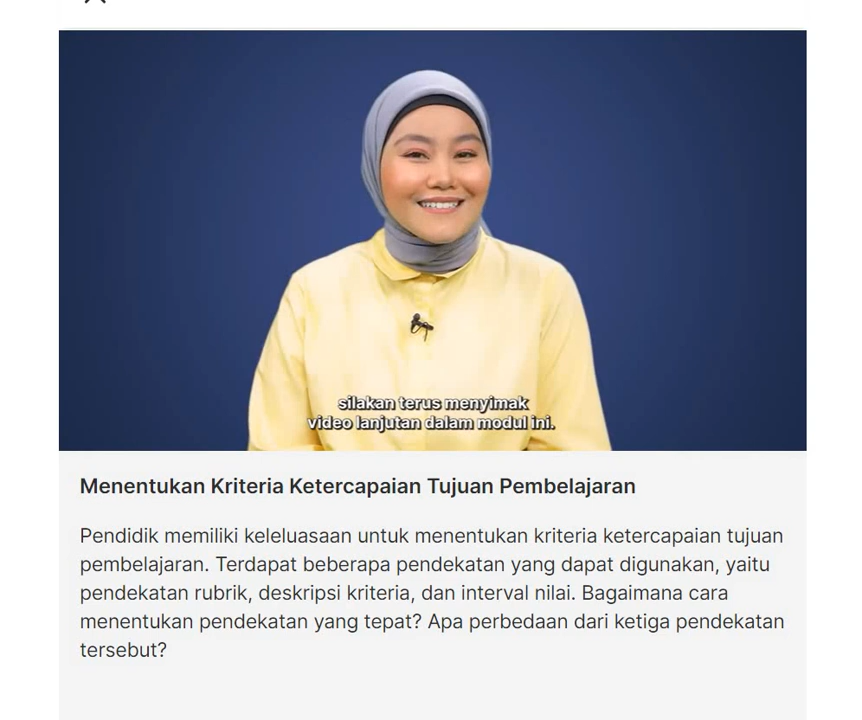 silakan terus menyimak
video lanjutan dalam modul ini.
Menentukan Kriteria Ketercapaian Tujuan Pembelajaran
Pendidik memiliki keleluasaan untuk menentukan kriteria ketercapaian tujuan
pembelajaran. Terdapat beberapa pendekatan yang dapat digunakan, yaitu
pendekatan rubrik, deskripsi kriteria, dan interval nilai. Bagaimana cara
menentukan pendekatan yang tepat? Apa perbedaan dari ketiga pendekatan
tersebut?